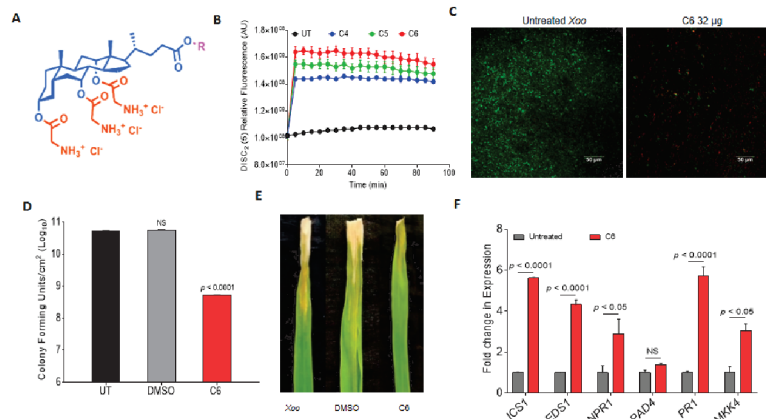 A
O
R
O
O
O
O
NH₃⁺ Cl⁻
O
O
NH₃⁺ Cl⁻
O
NH₃⁺ Cl⁻
B
UT C4 C5 C6
DISC₂ (5) Relative Fluorescence (AU)
8.0×10⁰⁷
0 20 40 60 80 100
Time (min)
C
Untreated Xoo
C6 32 µg
50 µm
50 µm
D
Colony Forming Units/cm² (Log₁₀)
11
10
9
8
7
6
NS
p < 0.0001
UT DMSO C6
E
Xoo DMSO C6
F
Untreated C6
Fold change in Expression
8
6
4
2
0
p < 0.0001
p < 0.0001
p < 0.05
NS
p < 0.0001
p < 0.05
ICS1 EDS1 NPR1 PAD4 PR1 MKK4